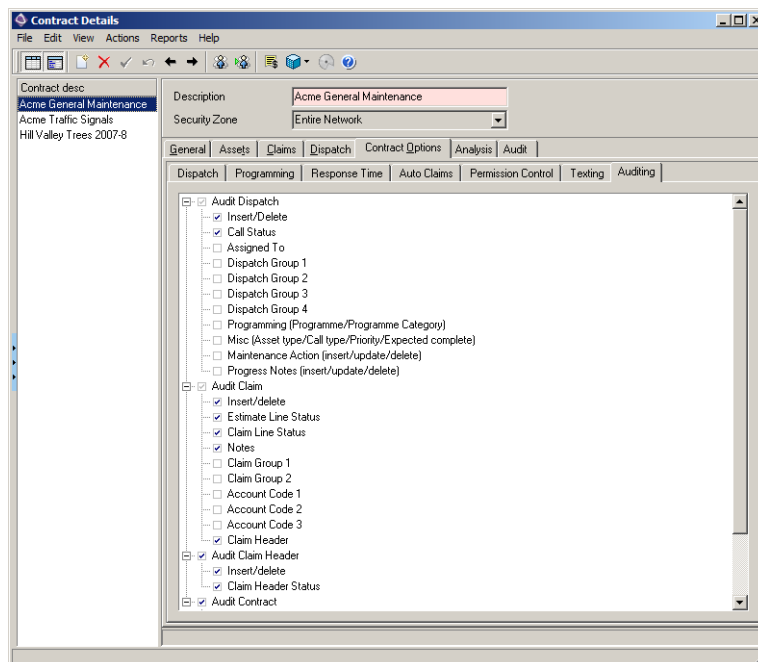 Contract Details
File Edit View Actions Reports Help
Contract desc
Acme General Maintenance
Acme Traffic Signals
Hill Valley Trees 2007-8
Description Acme General Maintenance
Security Zone Entire Network
General Assets Claims Dispatch Contract Options Analysis Audit
Dispatch Programming Response Time Auto Claims Permission Control Texting Auditing
Audit Dispatch
Insert/Delete
Call Status
Assigned To
Dispatch Group 1
Dispatch Group 2
Dispatch Group 3
Dispatch Group 4
Programming (Programme/Programme Category)
Misc (Asset type/Call type/Priority/Expected complete)
Maintenance Action (insert/update/delete)
Progress Notes (insert/update/delete)
Audit Claim
Insert/delete
Estimate Line Status
Claim Line Status
Notes
Claim Group 1
Claim Group 2
Account Code 1
Account Code 2
Account Code 3
Claim Header
Audit Claim Header
Insert/delete
Claim Header Status
Audit Contract